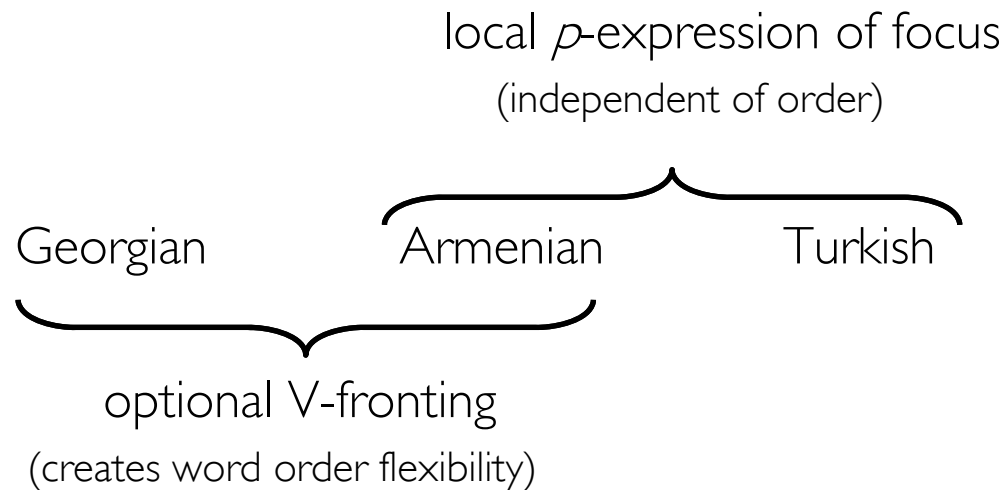 local p-expression of focus
(independent of order)
Georgian Armenian Turkish
optional V-fronting
(creates word order flexibility)